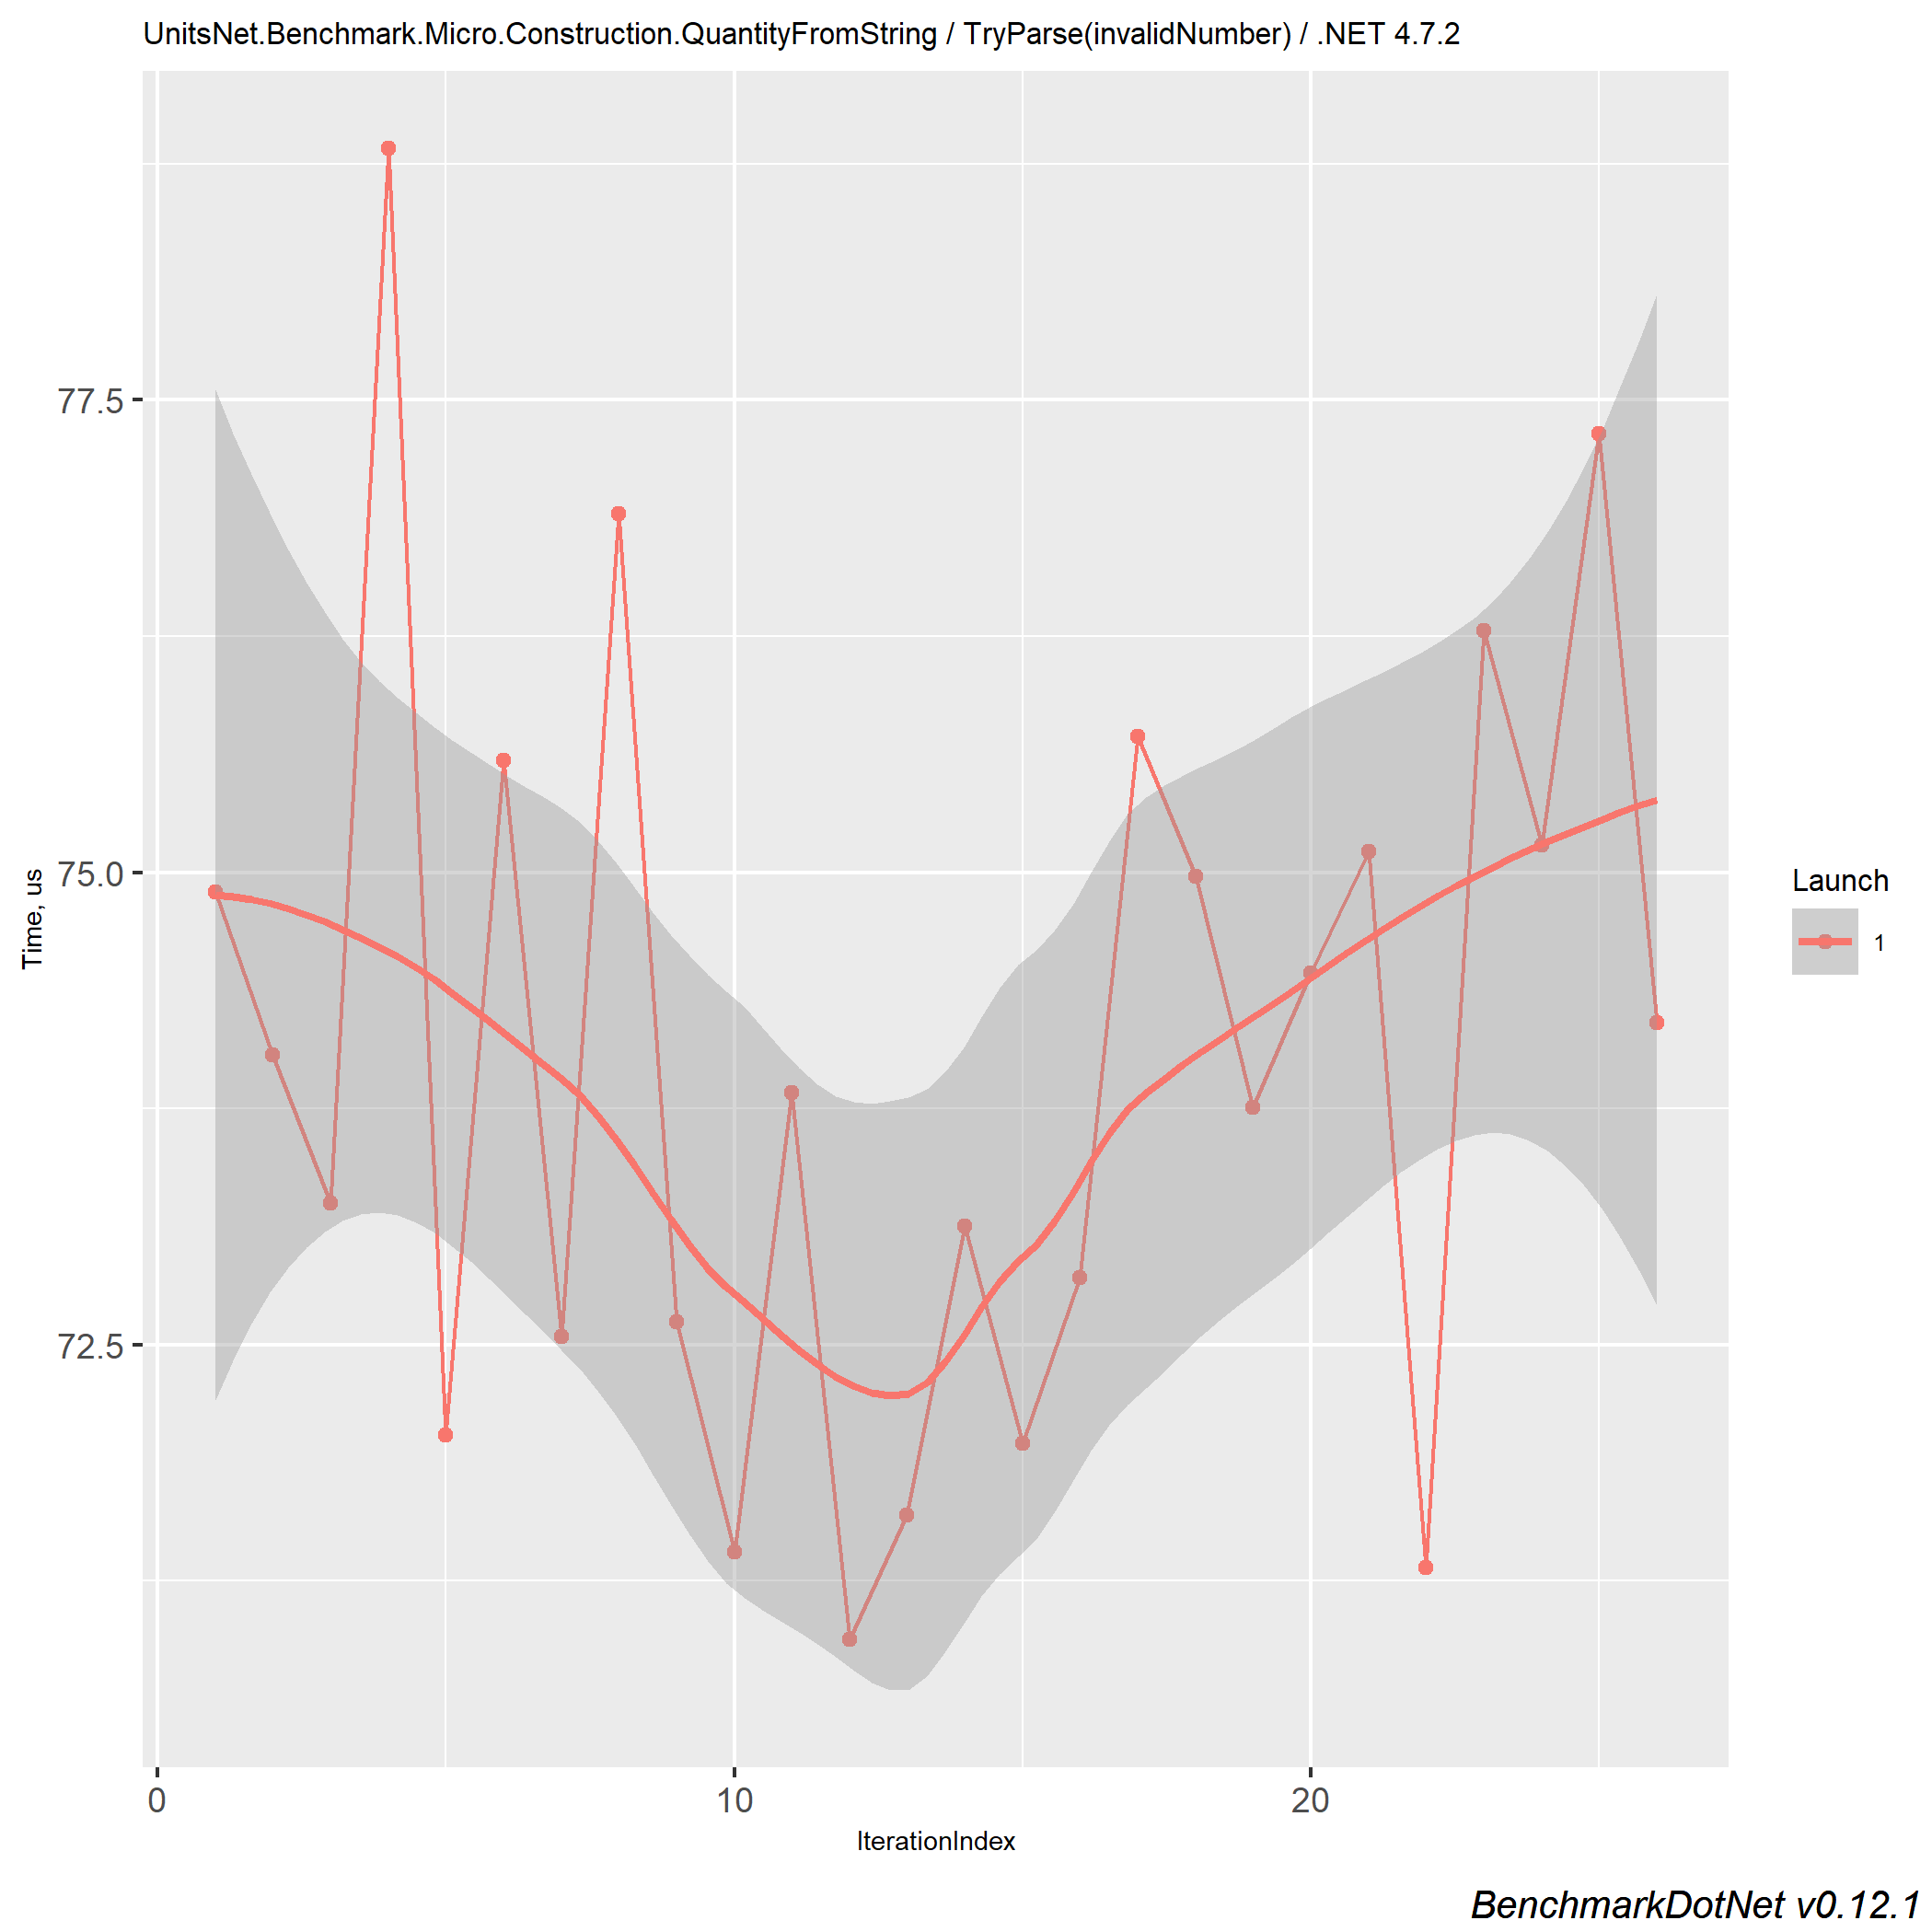 UnitsNet.Benchmark.Micro.Construction.QuantityFromString / TryParse(invalidNumber) / .NET 4.7.2
77.5
75.0
72.5
Time, us
0
10
20
IterationIndex
Launch
1
BenchmarkDotNet v0.12.1